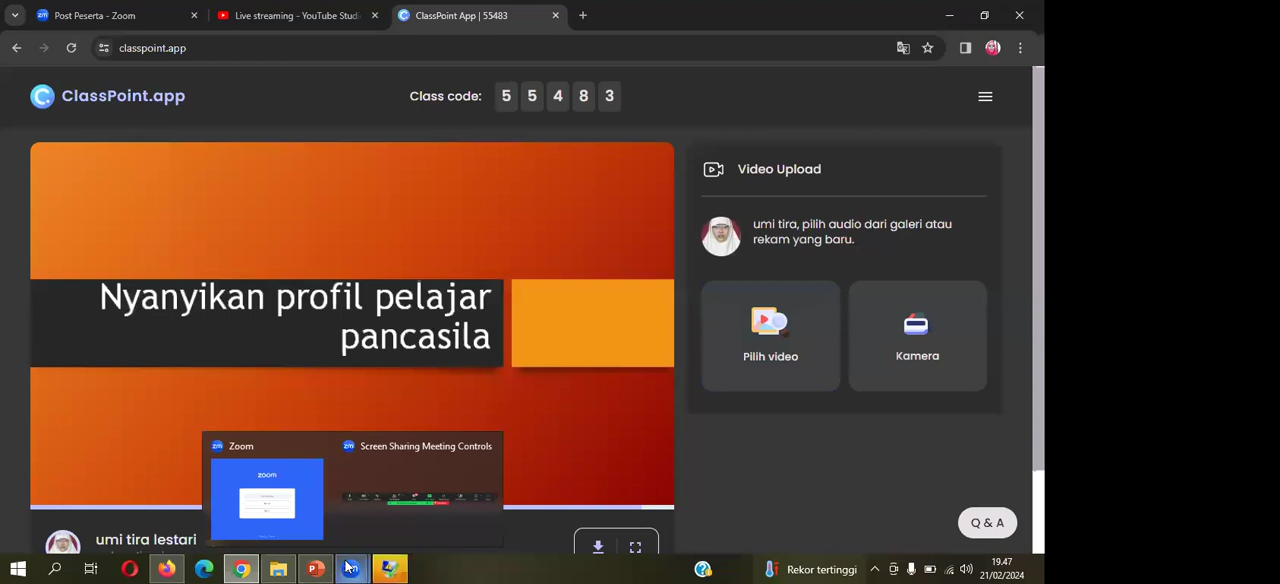 Post Peserta - Zoom
Live streaming - YouTube Studi
ClassPoint App | 55483
classpoint.app
ClassPoint.app
Class code: 5 5 4 8 3
Nyanyikan profil pelajar
pancasila
Video Upload
umi tira, pilih audio dari galeri atau
rekam yang baru.
Pilih video
Kamera
Zoom
Screen Sharing Meeting Controls
zoom
umi tira lestari
Q & A
Rekor tertinggi
19.47
21/02/2024